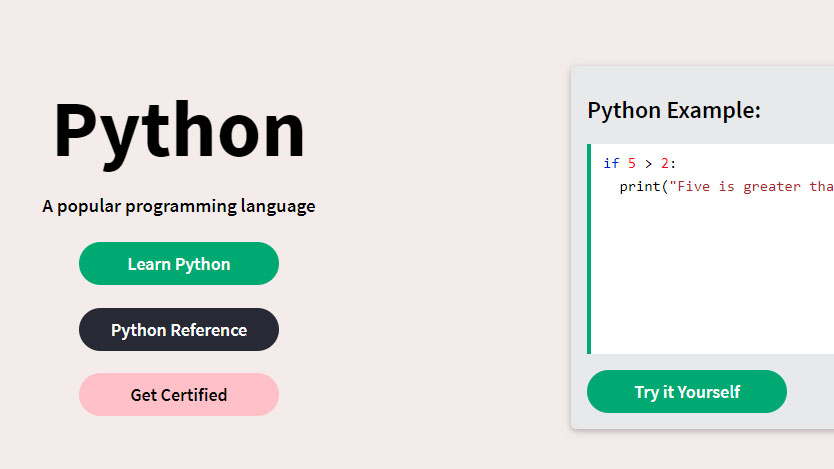 Python
A popular programming language
Learn Python
Python Reference
Get Certified
Python Example:
if 5 > 2:
print("Five is greater
Try it Yourself